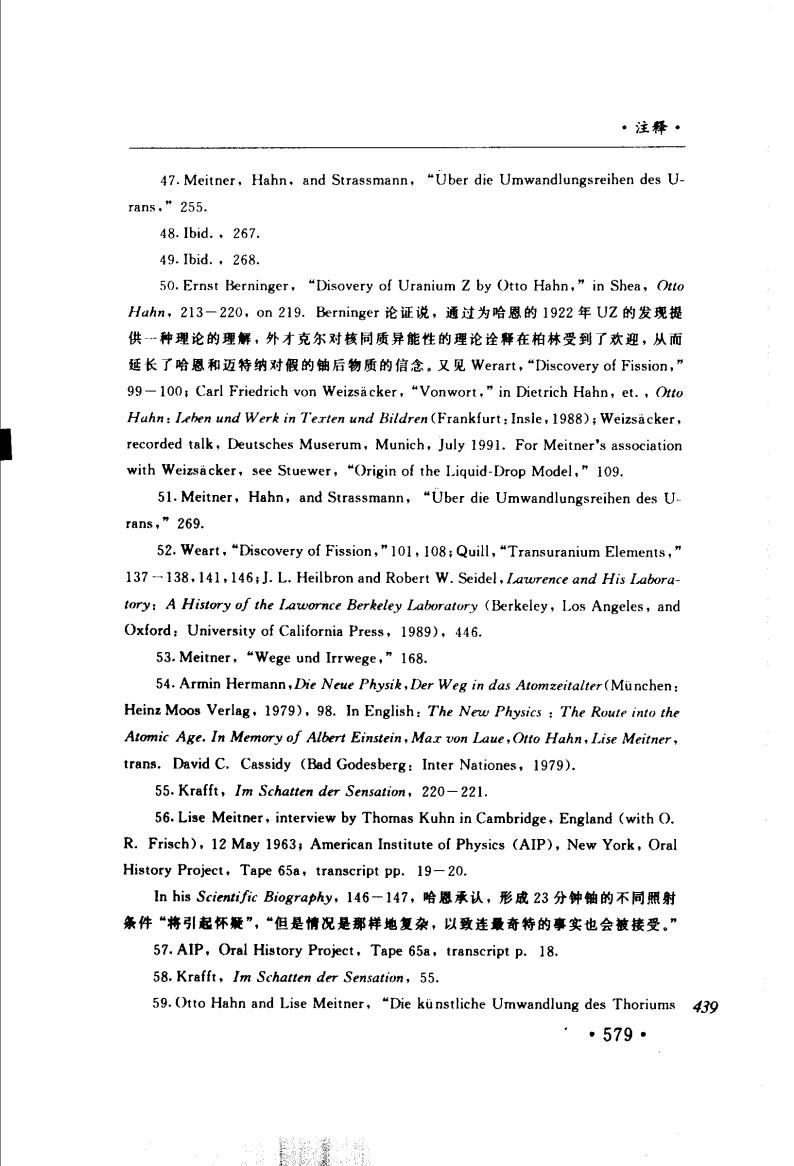 ·注释·
47. Meitner, Hahn, and Strassmann, “Über die Umwandlungsreihen des U-
rans,” 255.
48. Ibid., 267.
49. Ibid., 268.
50. Ernst Berninger, “Disovery of Uranium Z by Otto Hahn,” in Shea, Otto
Hahn, 213－220, on 219. Berninger 论证说，通过为哈恩的 1922 年 UZ 的发现提
供一种理论的理解，外才克尔对核同质异能性的理论诠释在柏林受到了欢迎，从而
延长了哈恩和迈特纳对假的铀后物质的信念。又见 Werart, “Discovery of Fission,”
99－100; Carl Friedrich von Weizsäcker, “Vonwort,” in Dietrich Hahn, et., Otto
Hahn: Leben und Werk in Texten und Bildren (Frankfurt: Insle, 1988); Weizsäcker,
recorded talk, Deutsches Muserum, Munich, July 1991. For Meitner’s association
with Weizsäcker, see Stuewer, “Origin of the Liquid-Drop Model,” 109.
51. Meitner, Hahn, and Strassmann, “Über die Umwandlungsreihen des U-
rans,” 269.
52. Weart, “Discovery of Fission,” 101, 108; Quill, “Transuranium Elements,”
137－138, 141, 146; J. L. Heilbron and Robert W. Seidel, Lawrence and His Labora-
tory: A History of the Lawornce Berkeley Laboratory (Berkeley, Los Angeles, and
Oxford: University of California Press, 1989), 446.
53. Meitner, “Wege und Irrwege,” 168.
54. Armin Hermann, Die Neue Physik, Der Weg in das Atomzeitalter (München:
Heinz Moos Verlag, 1979), 98. In English: The New Physics : The Route into the
Atomic Age. In Memory of Albert Einstein, Max von Laue, Otto Hahn, Lise Meitner,
trans. David C. Cassidy (Bad Godesberg: Inter Nationes, 1979).
55. Krafft, Im Schatten der Sensation, 220－221.
56. Lise Meitner, interview by Thomas Kuhn in Cambridge, England (with O.
R. Frisch), 12 May 1963; American Institute of Physics (AIP), New York, Oral
History Project, Tape 65a, transcript pp. 19－20.
In his Scientific Biography, 146－147, 哈恩承认，形成 23 分钟铀的不同照射
条件“将引起怀疑”，“但是情况是那样地复杂，以致连最奇特的事实也会被接受。”
57. AIP, Oral History Project, Tape 65a, transcript p. 18.
58. Krafft, Im Schatten der Sensation, 55.
59. Otto Hahn and Lise Meitner, “Die künstliche Umwandlung des Thoriums 439
·579·